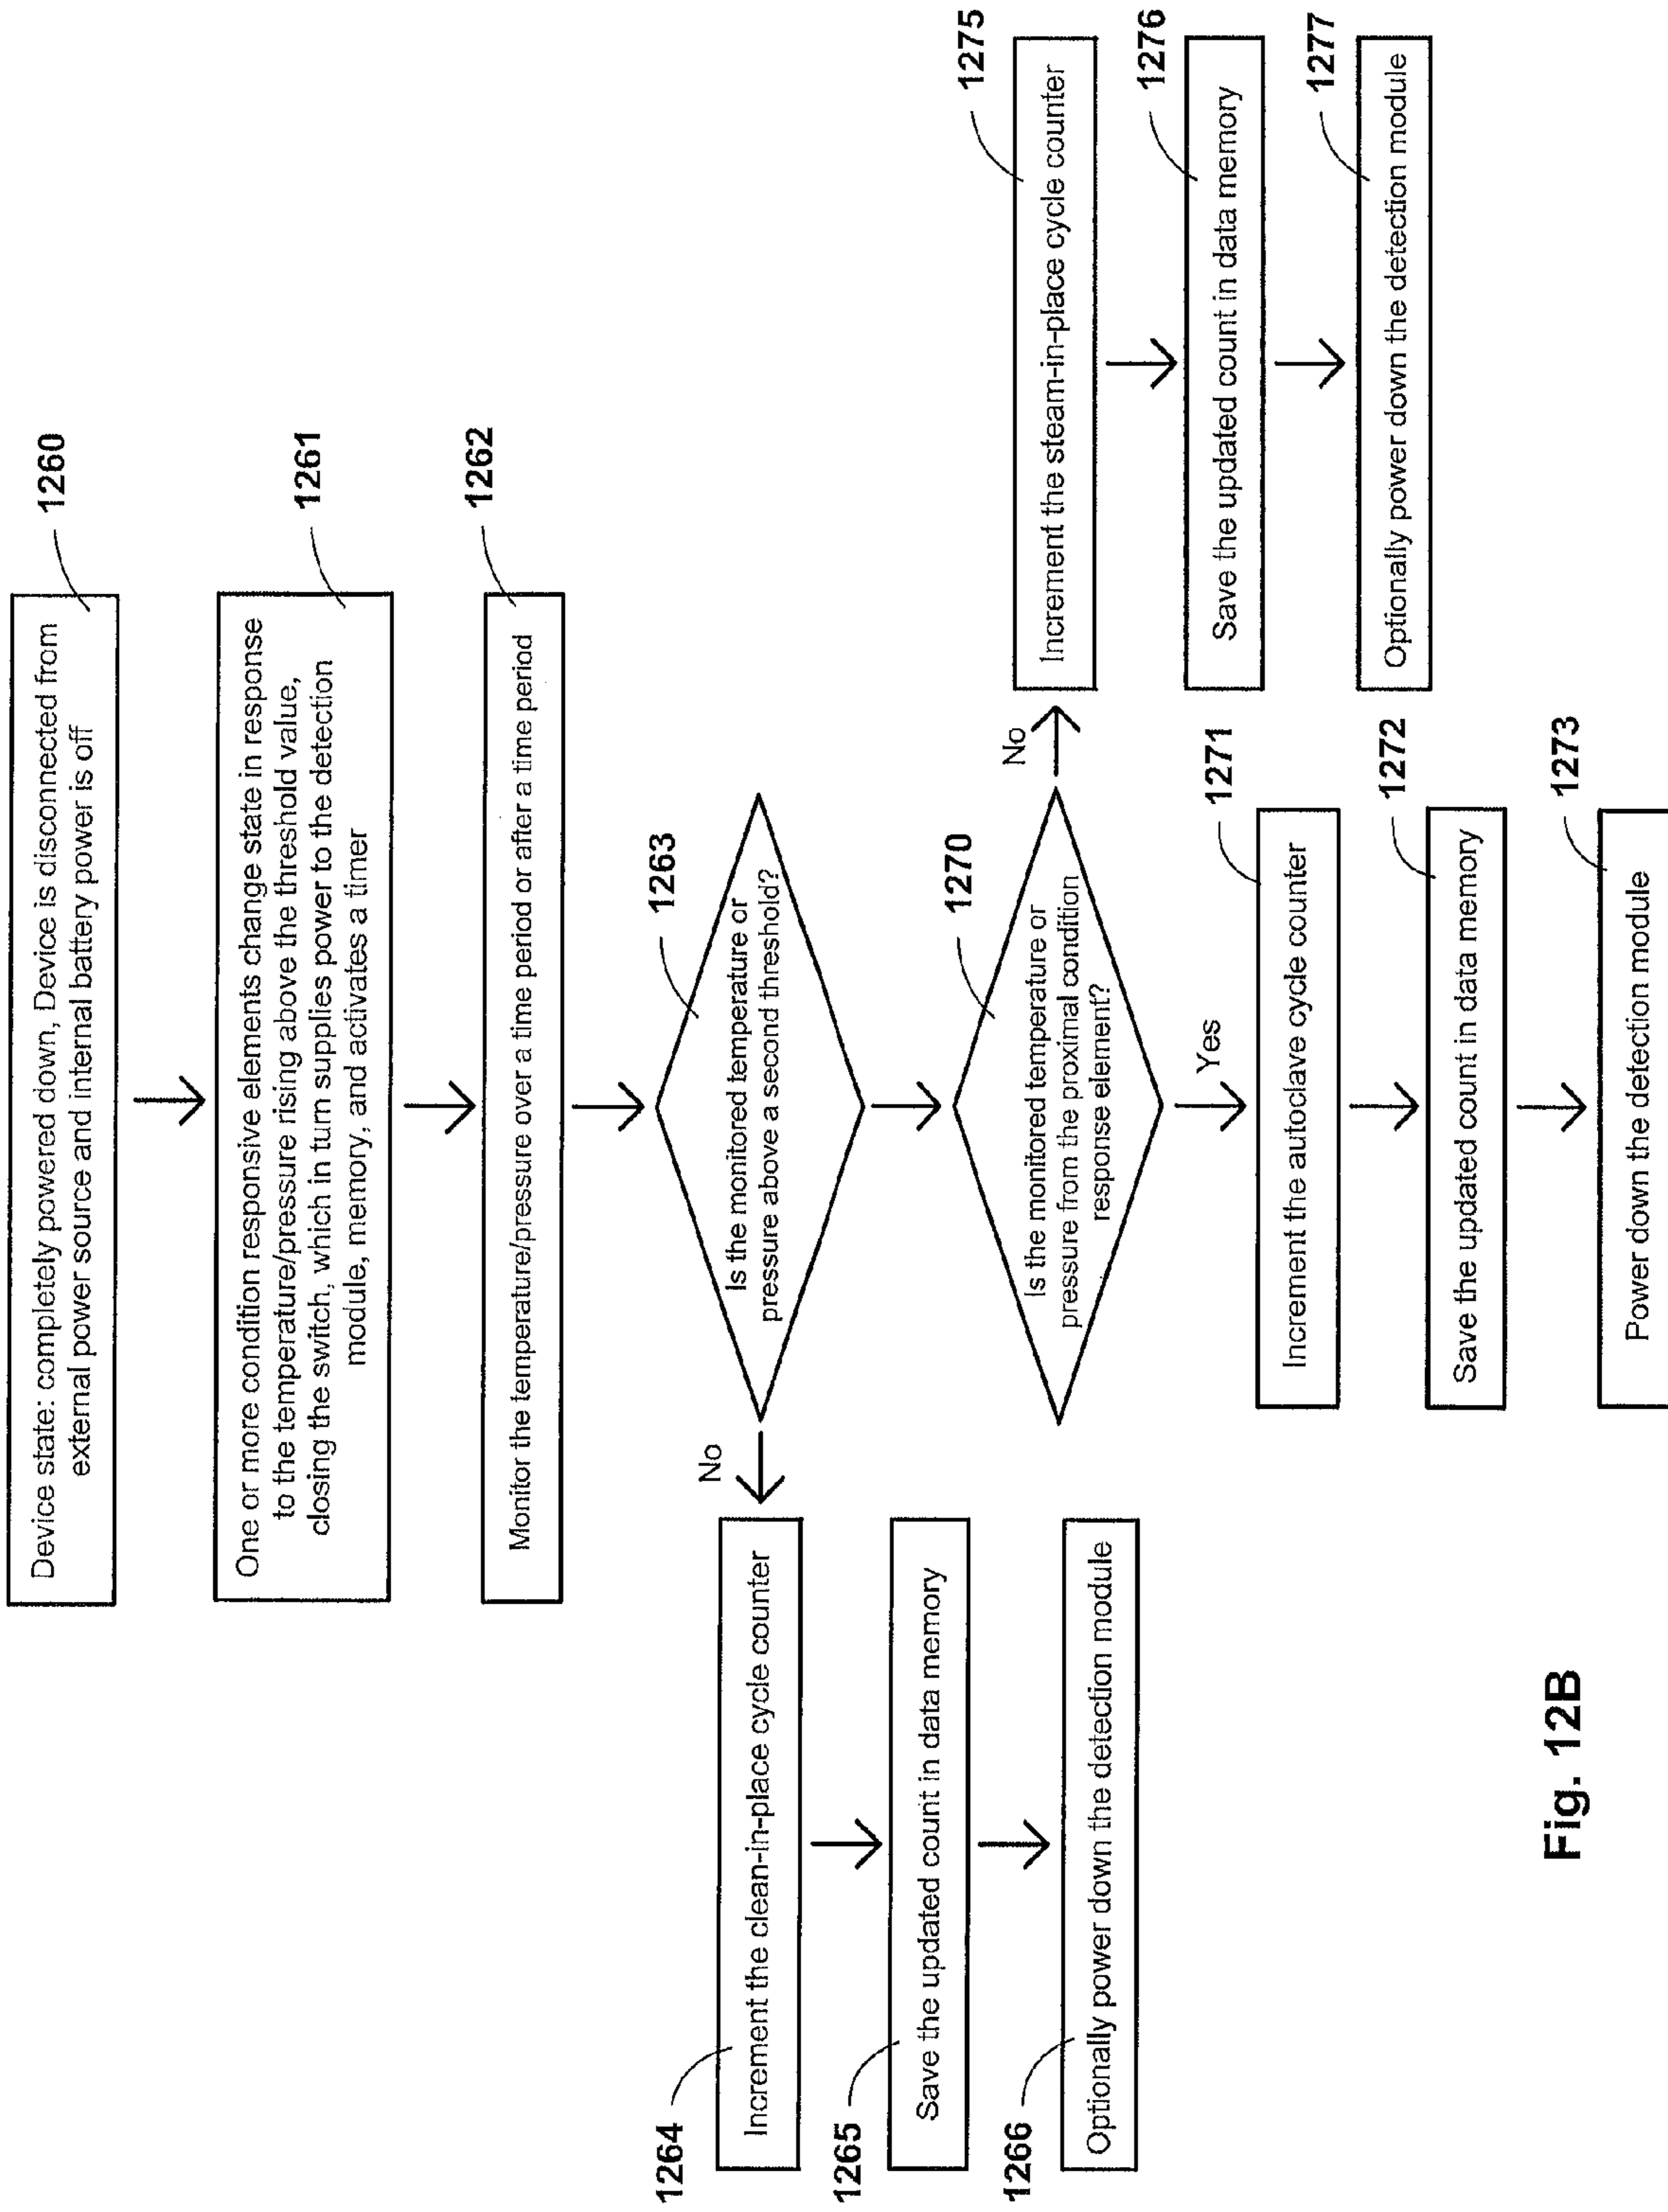 1260
Device state: completely powered down, Device is disconnected from
external power source and internal battery power is off
1261
One or more condition responsive elements change state in response
to the temperature/pressure rising above the threshold value,
closing the switch, which in turn supplies power to the detection
module, memory, and activates a timer
1262
Monitor the temperature/pressure over a time period or after a time period
1263
Is the monitored temperature or
pressure above a second threshold?
No
1264
Increment the clean-in-place cycle counter
1265
Save the updated count in data memory
1266
Optionally power down the detection module
1270
Is the monitored temperature or
pressure from the proximal condition
response element?
Yes
1271
Increment the autoclave cycle counter
1272
Save the updated count in data memory
1273
Power down the detection module
No
1275
Increment the steam-in-place cycle counter
1276
Save the updated count in data memory
1277
Optionally power down the detection module
Fig. 12B